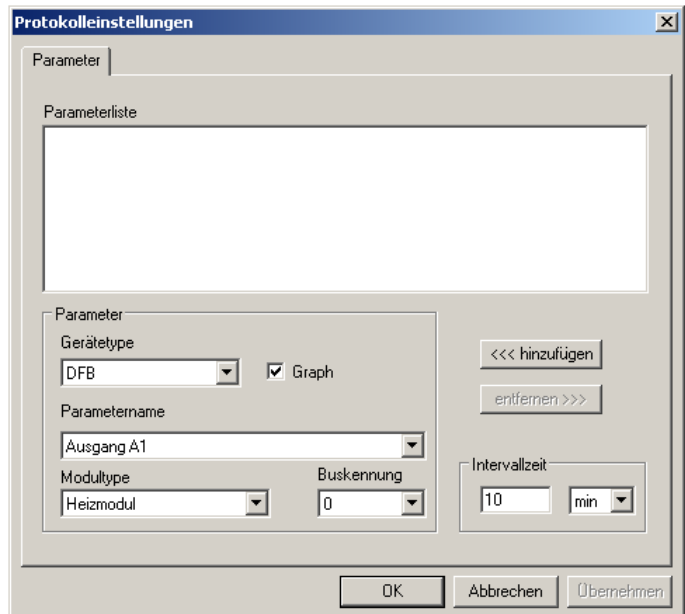 Protokolleinstellungen
Parameter
Parameterliste
Parameter
Gerätetype
DFB
Graph
<<< hinzufügen
entfernen >>>
Parametername
Ausgang A1
Modultype
Buskennung
Heizmodul
0
Intervallzeit
10
min
OK
Abbrechen
Übernehmen